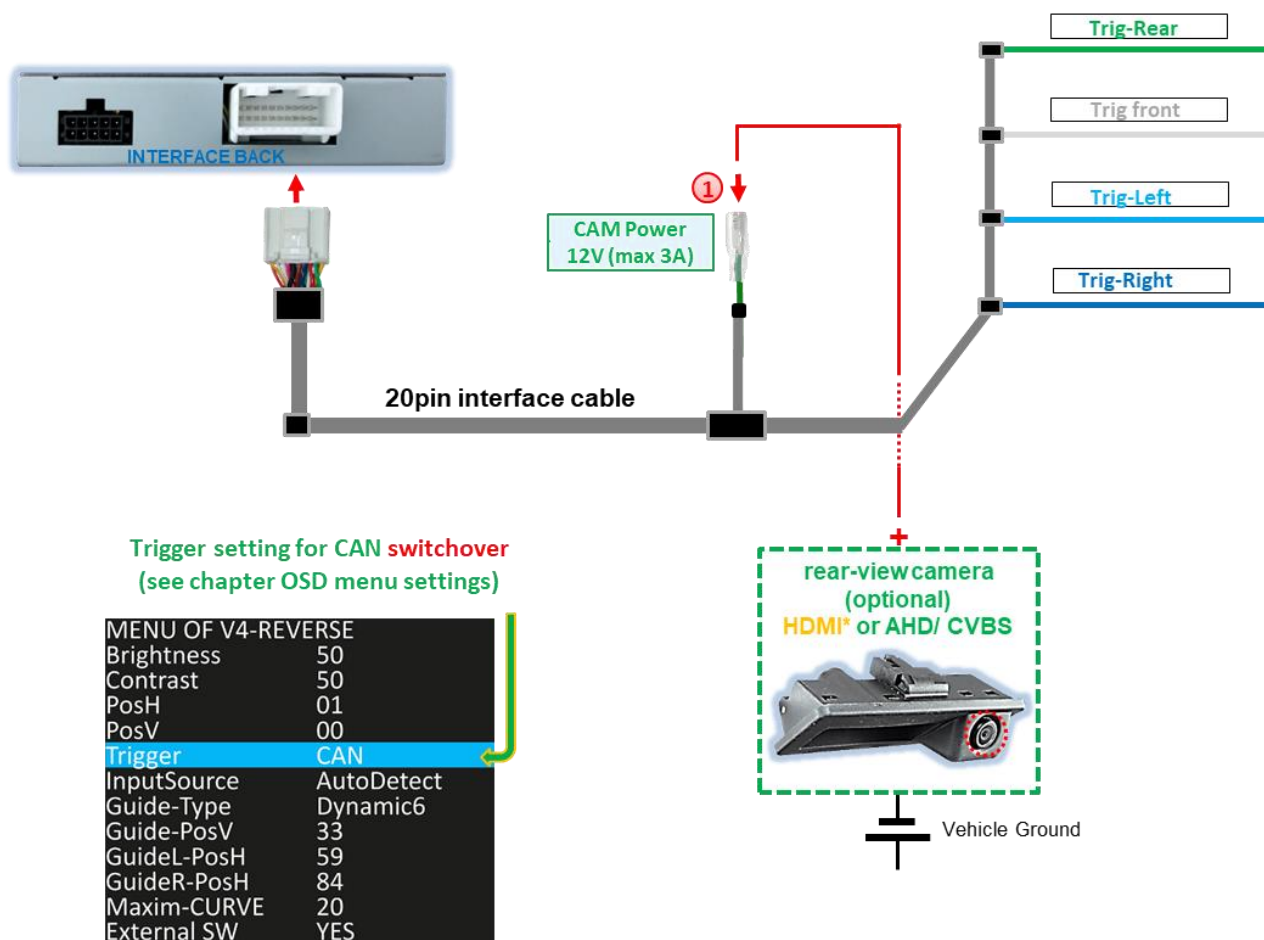 Trig-Rear
Trig front
Trig-Left
Trig-Right
INTERFACE BACK
1
CAM Power
12V (max 3A)
20pin interface cable
Trigger setting for CAN switchover
(see chapter OSD menu settings)
MENU OF V4-REVERSE
Brightness 50
Contrast 50
PosH 01
PosV 00
Trigger CAN
InputSource AutoDetect
Guide-Type Dynamic6
Guide-PosV 33
GuideL-PosH 59
GuideR-PosH 84
Maxim-CURVE 20
External SW YES
+
rear-view camera
(optional)
HDMI* or AHD/ CVBS
Vehicle Ground